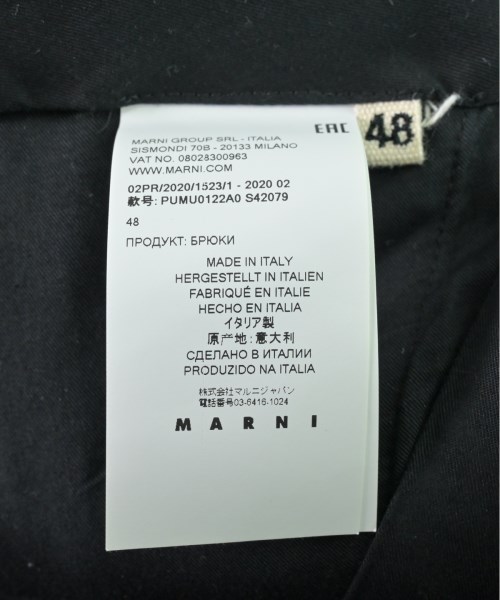 MARNI GROUP SRL - ITALIA
SISMONDI 70B - 20133 MILANO
VAT NO. 08028300963
WWW.MARNI.COM
EAC
48
02PR/2020/1523/1 - 2020 02
款号: PUMU0122A0 S42079
48
ПРОДУКТ: БРЮКИ
MADE IN ITALY
HERGESTELLT IN ITALIEN
FABRIQUÉ EN ITALIE
HECHO EN ITALIA
イタリア製
原产地: 意大利
СДЕЛАНО В ИТАЛИИ
PRODUZIDO NA ITALIA
株式会社マルニジャパン
電話番号03-6416-1024
MARNI